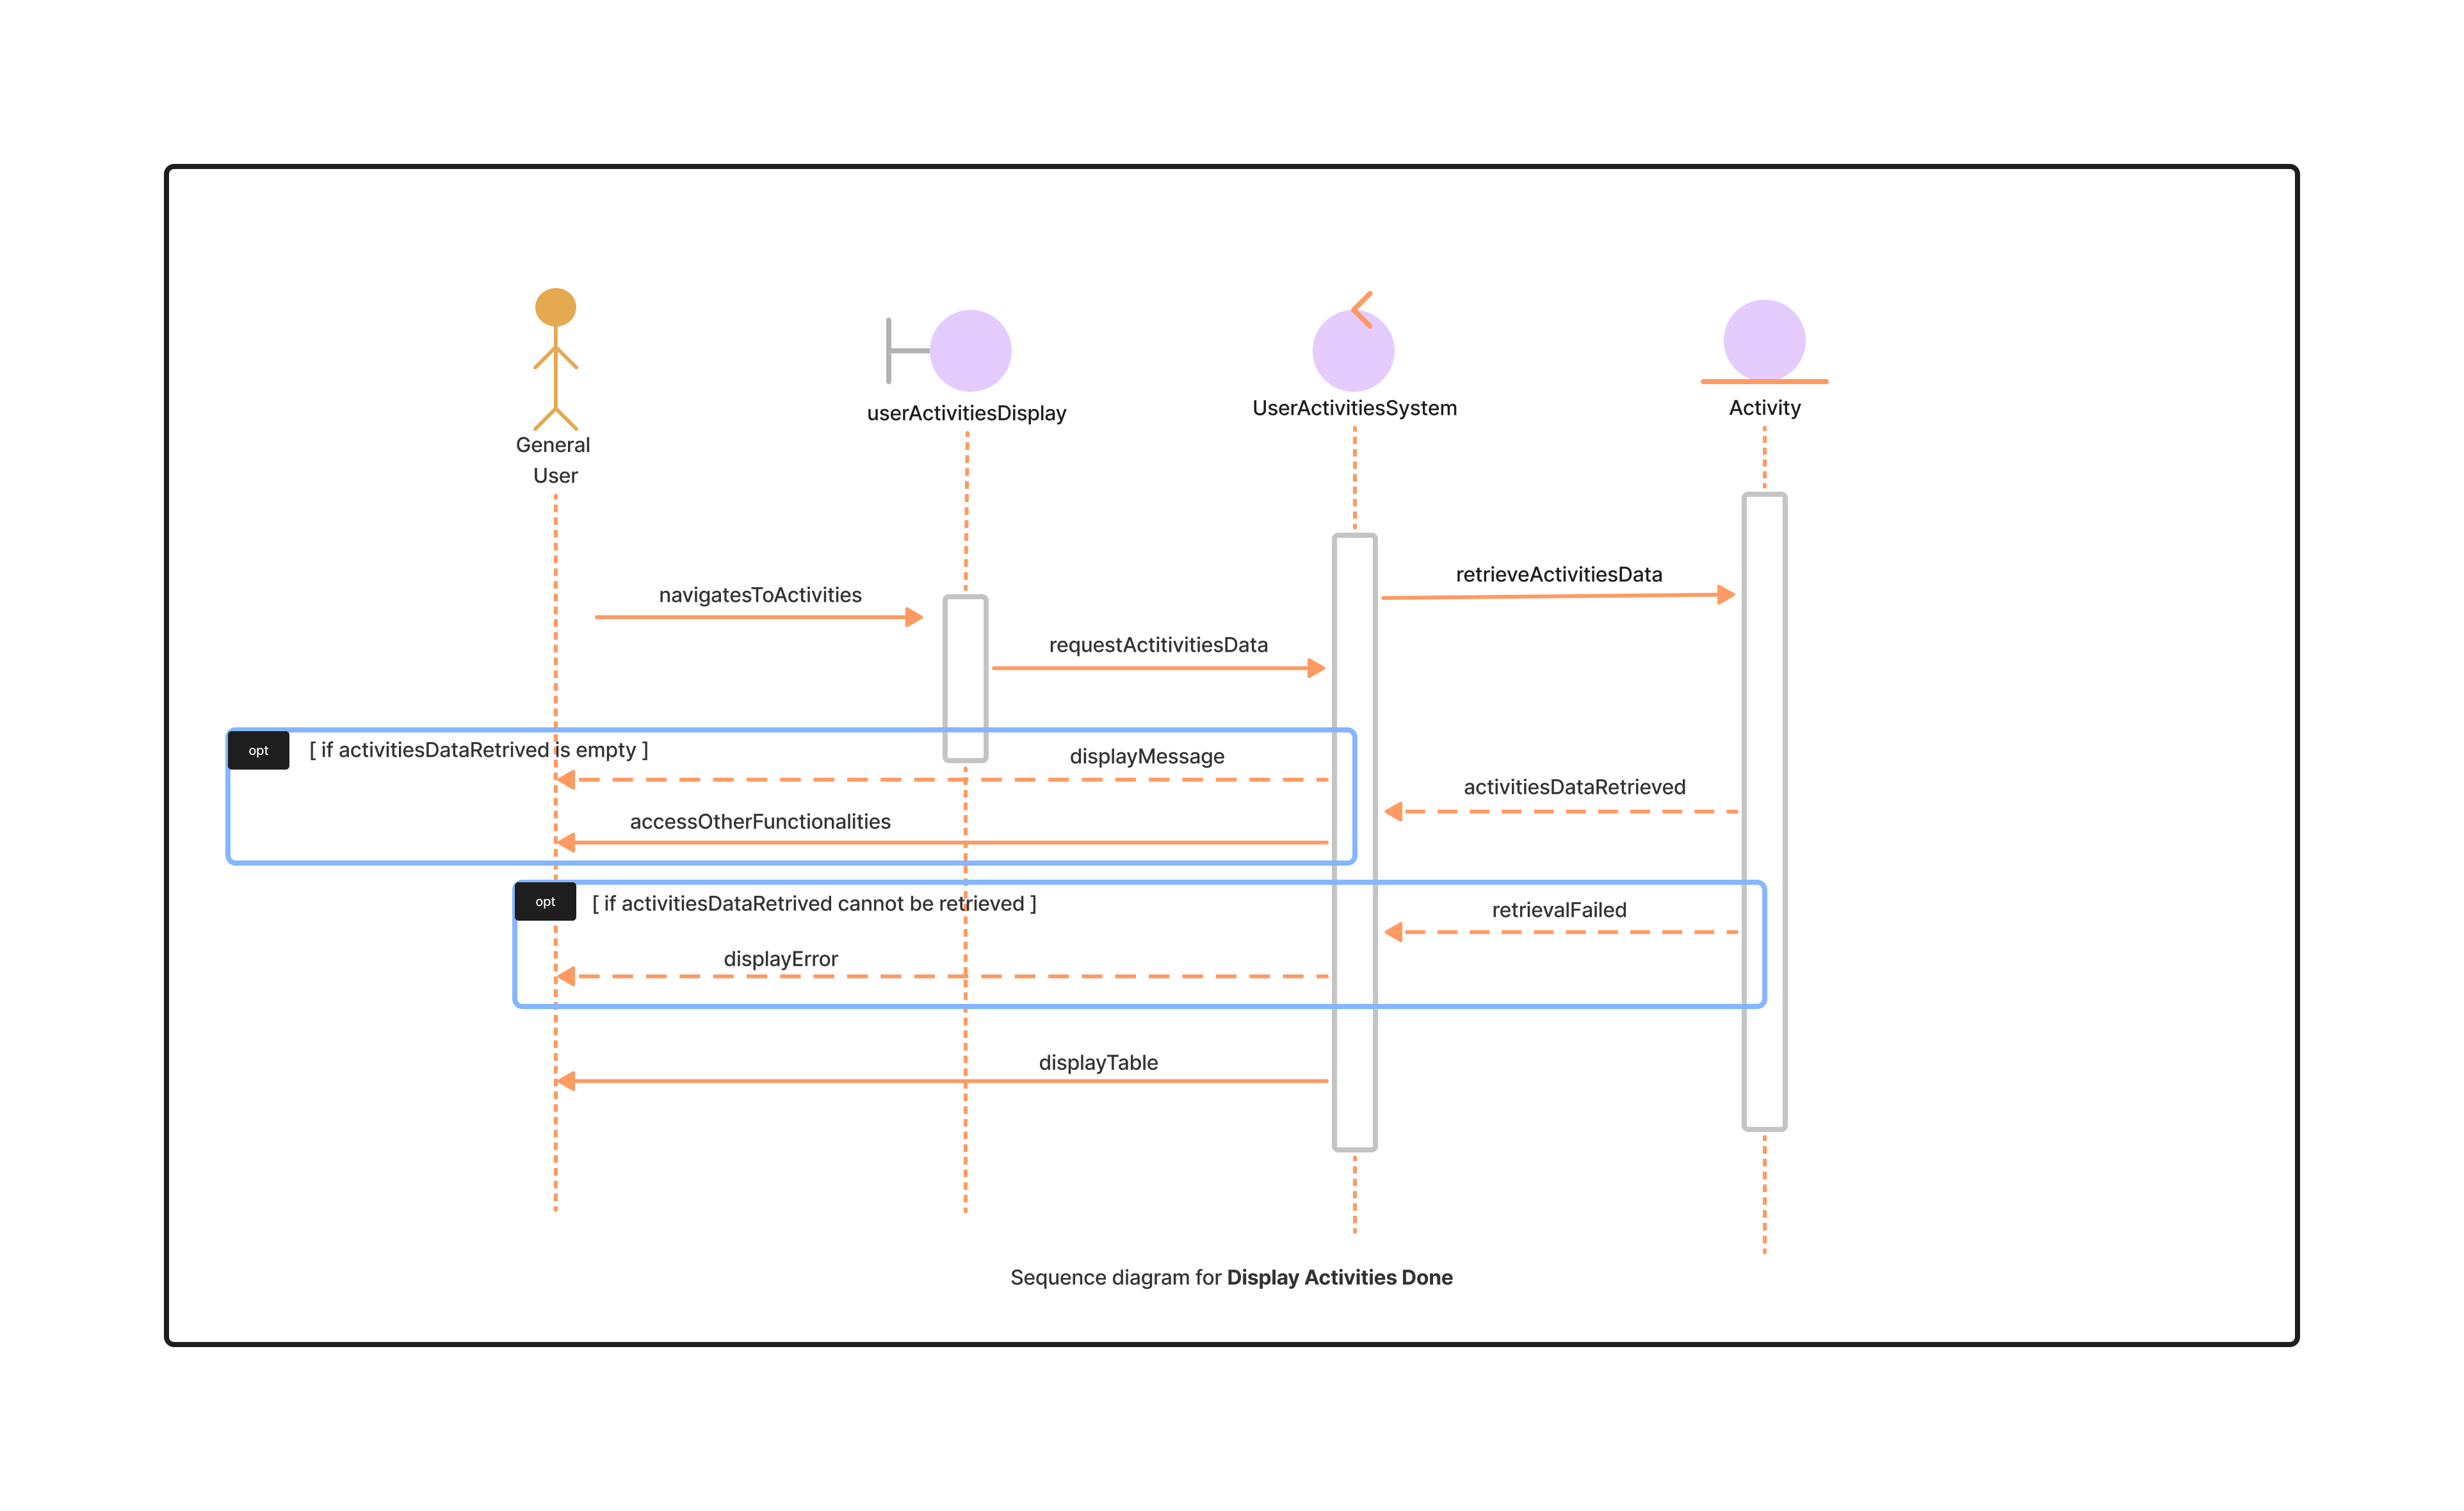 userActivitiesDisplay
UserActivitiesSystem
Activity
General
User
retrieveActivitiesData
navigatesToActivities
requestActitivitiesData
opt
[ if activitiesDataRetrived is empty ]
displayMessage
activitiesDataRetrieved
accessOtherFunctionalities
opt
[ if activitiesDataRetrived cannot be retrieved ]
retrievalFailed
displayError
displayTable
Sequence diagram for Display Activities Done